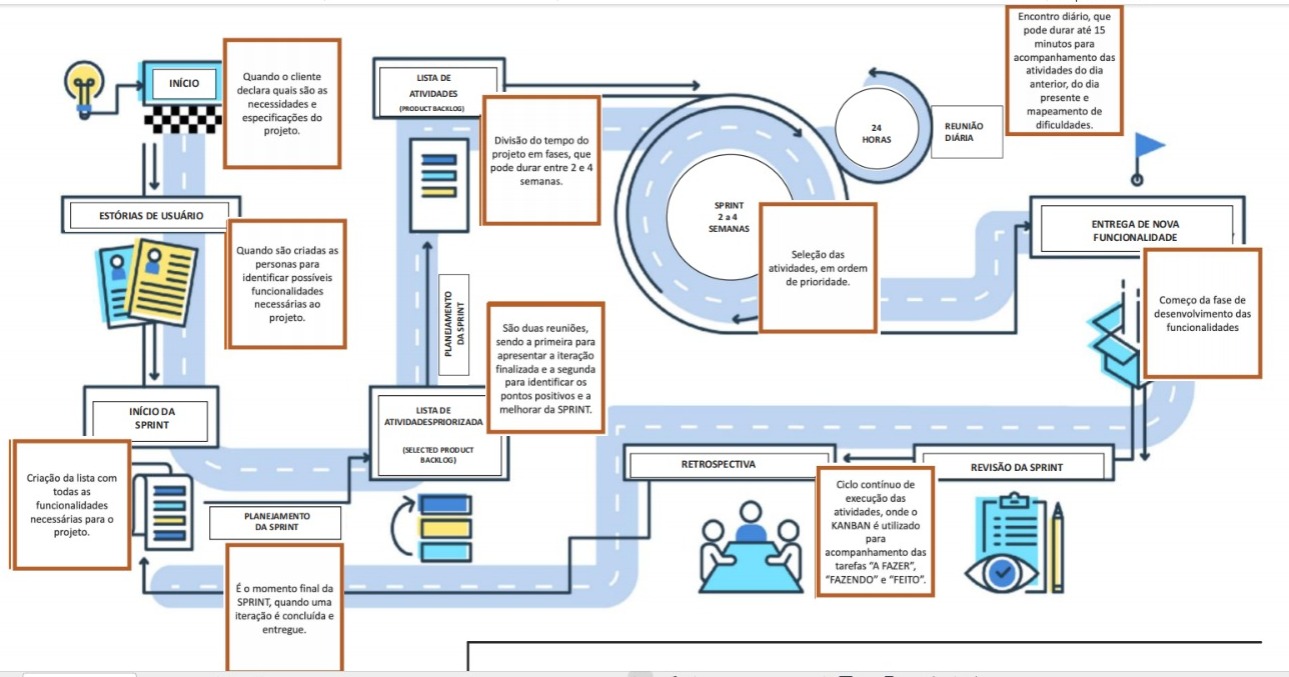 INÍCIO
Quando o cliente
declara quais são as
necessidades e
especificações do
projeto.
LISTA DE
ATIVIDADES
(PRODUCT BACKLOG)
Divisão do tempo do
projeto em fases, que
pode durar entre 2 e 4
semanas.
24
HORAS
REUNIÃO
DIÁRIA
Encontro diário, que
pode durar até 15
minutos para
acompanhamento das
atividades do dia
anterior, do dia
presente e
mapeamento de
dificuldades.
ESTÓRIAS DE USUÁRIO
Quando são criadas as
personas para
identificar possíveis
funcionalidades
necessárias ao
projeto.
SPRINT
2 a 4
SEMANAS
Seleção das
atividades, em ordem
de prioridade.
ENTREGA DE NOVA
FUNCIONALIDADE
Começo da fase de
desenvolvimento das
funcionalidades
PLANEJAMENTO
DA SPRINT
São duas reuniões,
sendo a primeira para
apresentar a iteração
finalizada e a segunda
para identificar os
pontos positivos e a
melhorar da SPRINT.
INÍCIO DA
SPRINT
LISTA DE
ATIVIDADESPRIORIZADA
(SELECTED PRODUCT
BACKLOG)
Criação da lista com
todas as
funcionalidades
necessárias para o
projeto.
PLANEJAMENTO
DA SPRINT
É o momento final da
SPRINT, quando uma
iteração é concluída e
entregue.
RETROSPECTIVA
Ciclo contínuo de
execução das
atividades, onde o
KANBAN é utilizado
para
acompanhamento das
tarefas “A FAZER”,
“FAZENDO” e “FEITO”.
REVISÃO DA SPRINT